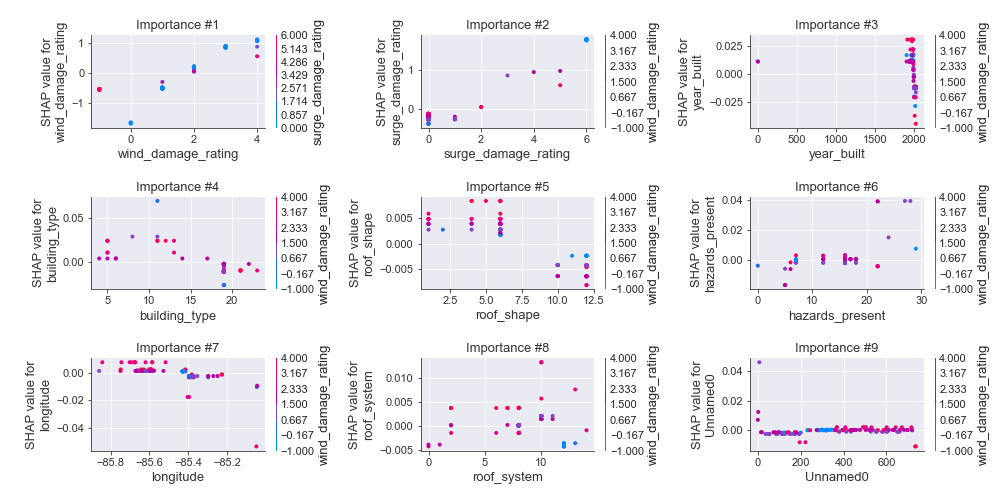 Importance #1
SHAP value for
wind_damage_rating
1
0
−1
0
2
4
wind_damage_rating
6.000
5.143
4.286
3.429
2.571
1.714
0.857
0.000
surge_damage_rating
Importance #2
SHAP value for
surge_damage_rating
1
0
0
2
4
6
surge_damage_rating
4.000
3.167
2.333
1.500
0.667
−0.167
−1.000
wind_damage_rating
Importance #3
SHAP value for
year_built
0.025
0.000
−0.025
0
500
1000
1500
2000
year_built
4.000
3.167
2.333
1.500
0.667
−0.167
−1.000
wind_damage_rating
Importance #4
SHAP value for
building_type
0.05
0.00
5
10
15
20
building_type
4.000
3.167
2.333
1.500
0.667
−0.167
−1.000
wind_damage_rating
Importance #5
SHAP value for
roof_shape
0.005
0.000
−0.005
2.5
5.0
7.5
10.0
12.5
roof_shape
4.000
3.167
2.333
1.500
0.667
−0.167
−1.000
wind_damage_rating
Importance #6
SHAP value for
hazards_present
0.04
0.02
0.00
0
10
20
30
hazards_present
4.000
3.167
2.333
1.500
0.667
−0.167
−1.000
wind_damage_rating
Importance #7
SHAP value for
longitude
0.00
−0.02
−0.04
−85.8
−85.6
−85.4
−85.2
longitude
4.000
3.167
2.333
1.500
0.667
−0.167
−1.000
wind_damage_rating
Importance #8
SHAP value for
roof_system
0.010
0.005
0.000
−0.005
0
5
10
roof_system
4.000
3.167
2.333
1.500
0.667
−0.167
−1.000
wind_damage_rating
Importance #9
SHAP value for
Unnamed0
0.04
0.02
0.00
0
200
400
600
Unnamed0
4.000
3.167
2.333
1.500
0.667
−0.167
−1.000
wind_damage_rating